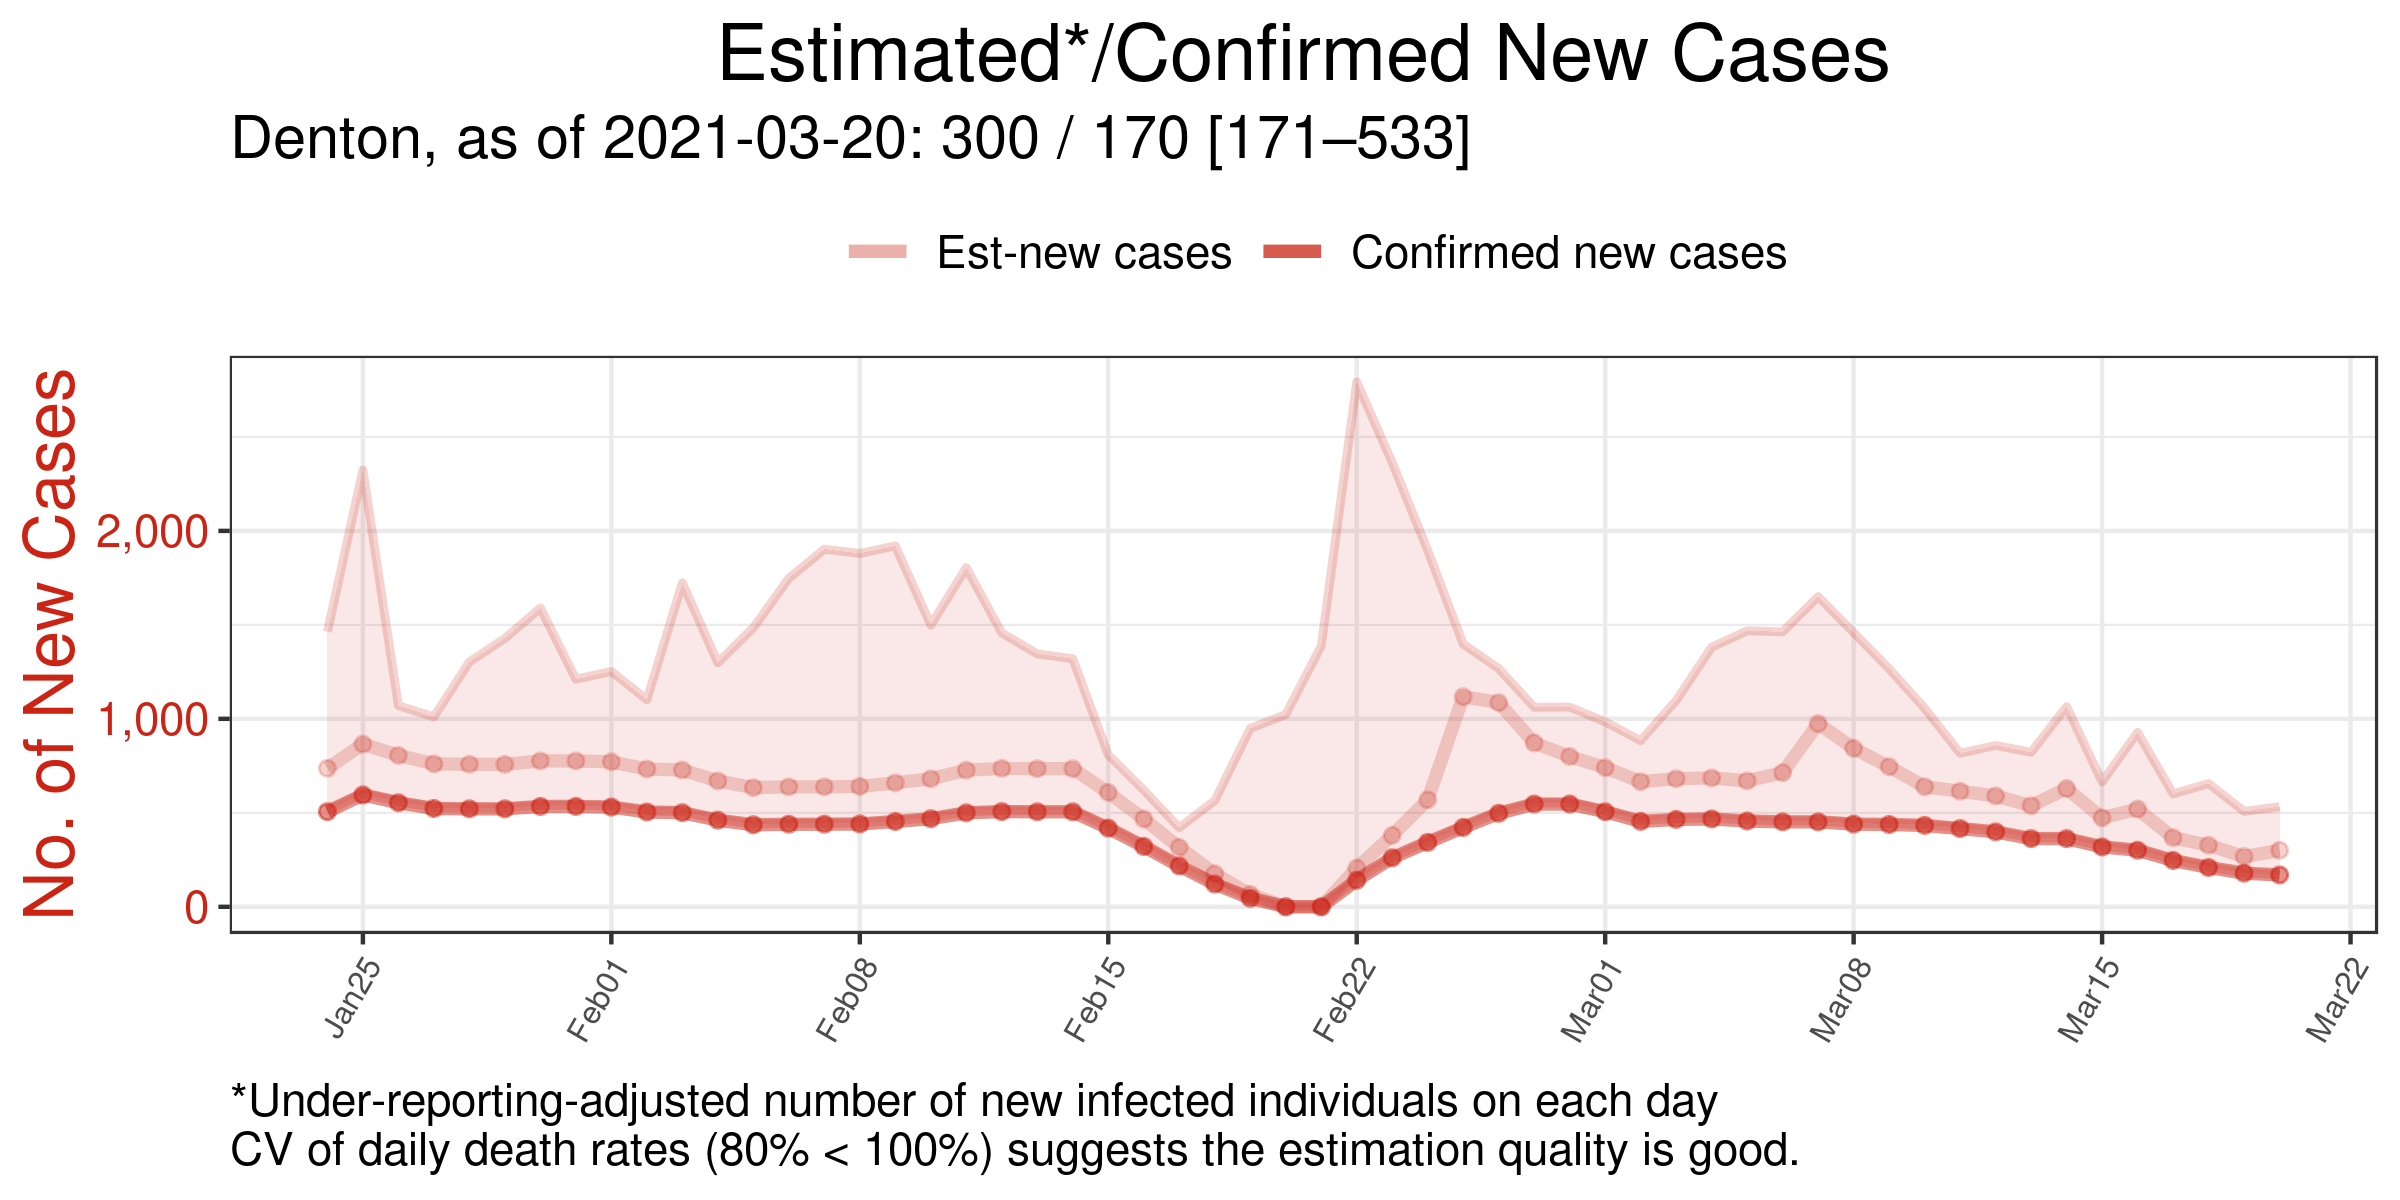 Estimated*/Confirmed New Cases
Denton, as of 2021-03-20: 300 / 170 [171–533]
Est-new cases
Confirmed new cases
No. of New Cases
2,000
1,000
0
Jan25
Feb01
Feb08
Feb15
Feb22
Mar01
Mar08
Mar15
Mar22
*Under-reporting-adjusted number of new infected individuals on each day
CV of daily death rates (80% < 100%) suggests the estimation quality is good.